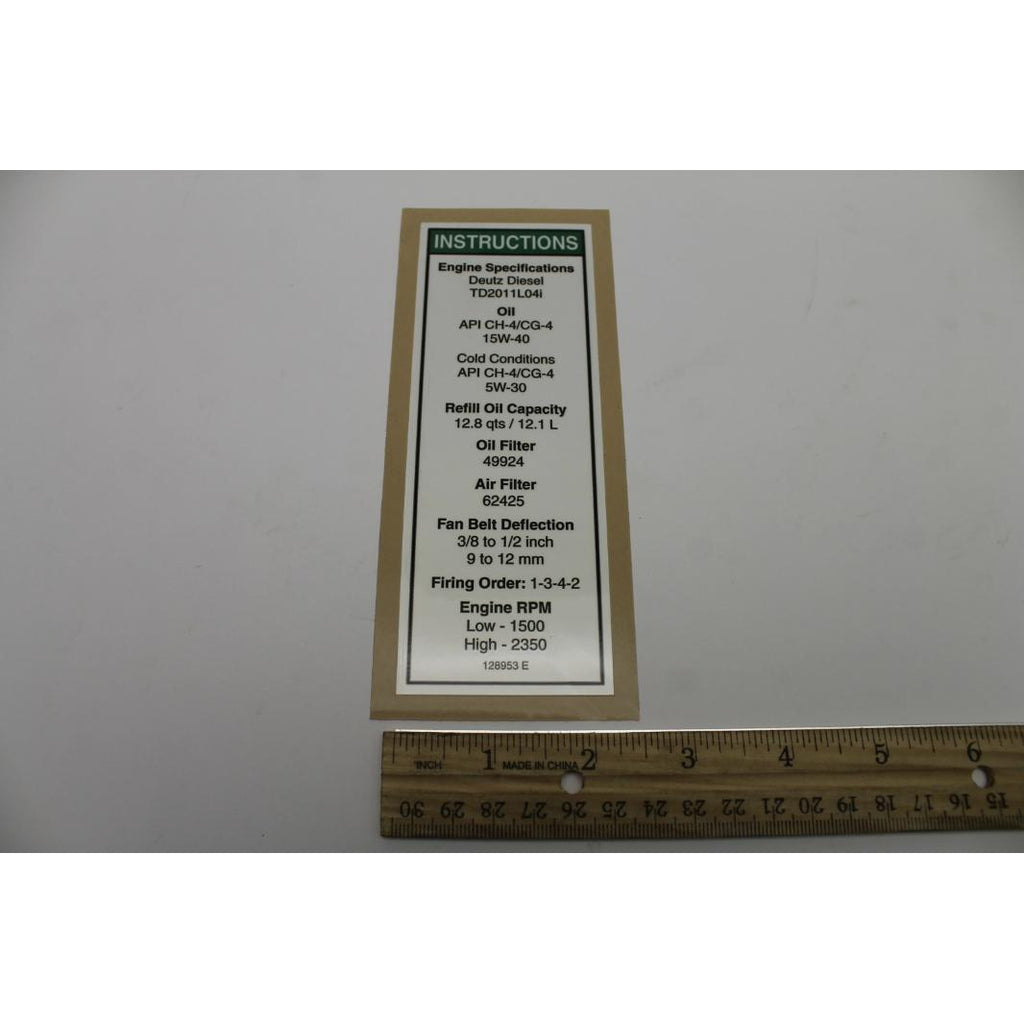 INSTRUCTIONS
Engine Specifications
Deutz Diesel
TD2011L04i
Oil
API CH-4/CG-4
15W-40
Cold Conditions
API CH-4/CG-4
5W-30
Refill Oil Capacity
12.8 qts / 12.1 L
Oil Filter
49924
Air Filter
62425
Fan Belt Deflection
3/8 to 1/2 inch
9 to 12 mm
Firing Order: 1-3-4-2
Engine RPM
Low - 1500
High - 2350
128953 E
INCH 1 MADE IN CHINA 2 3 4 5 6
30 29 28 27 26 25 24 23 22 21 20 19 18 17 16 15